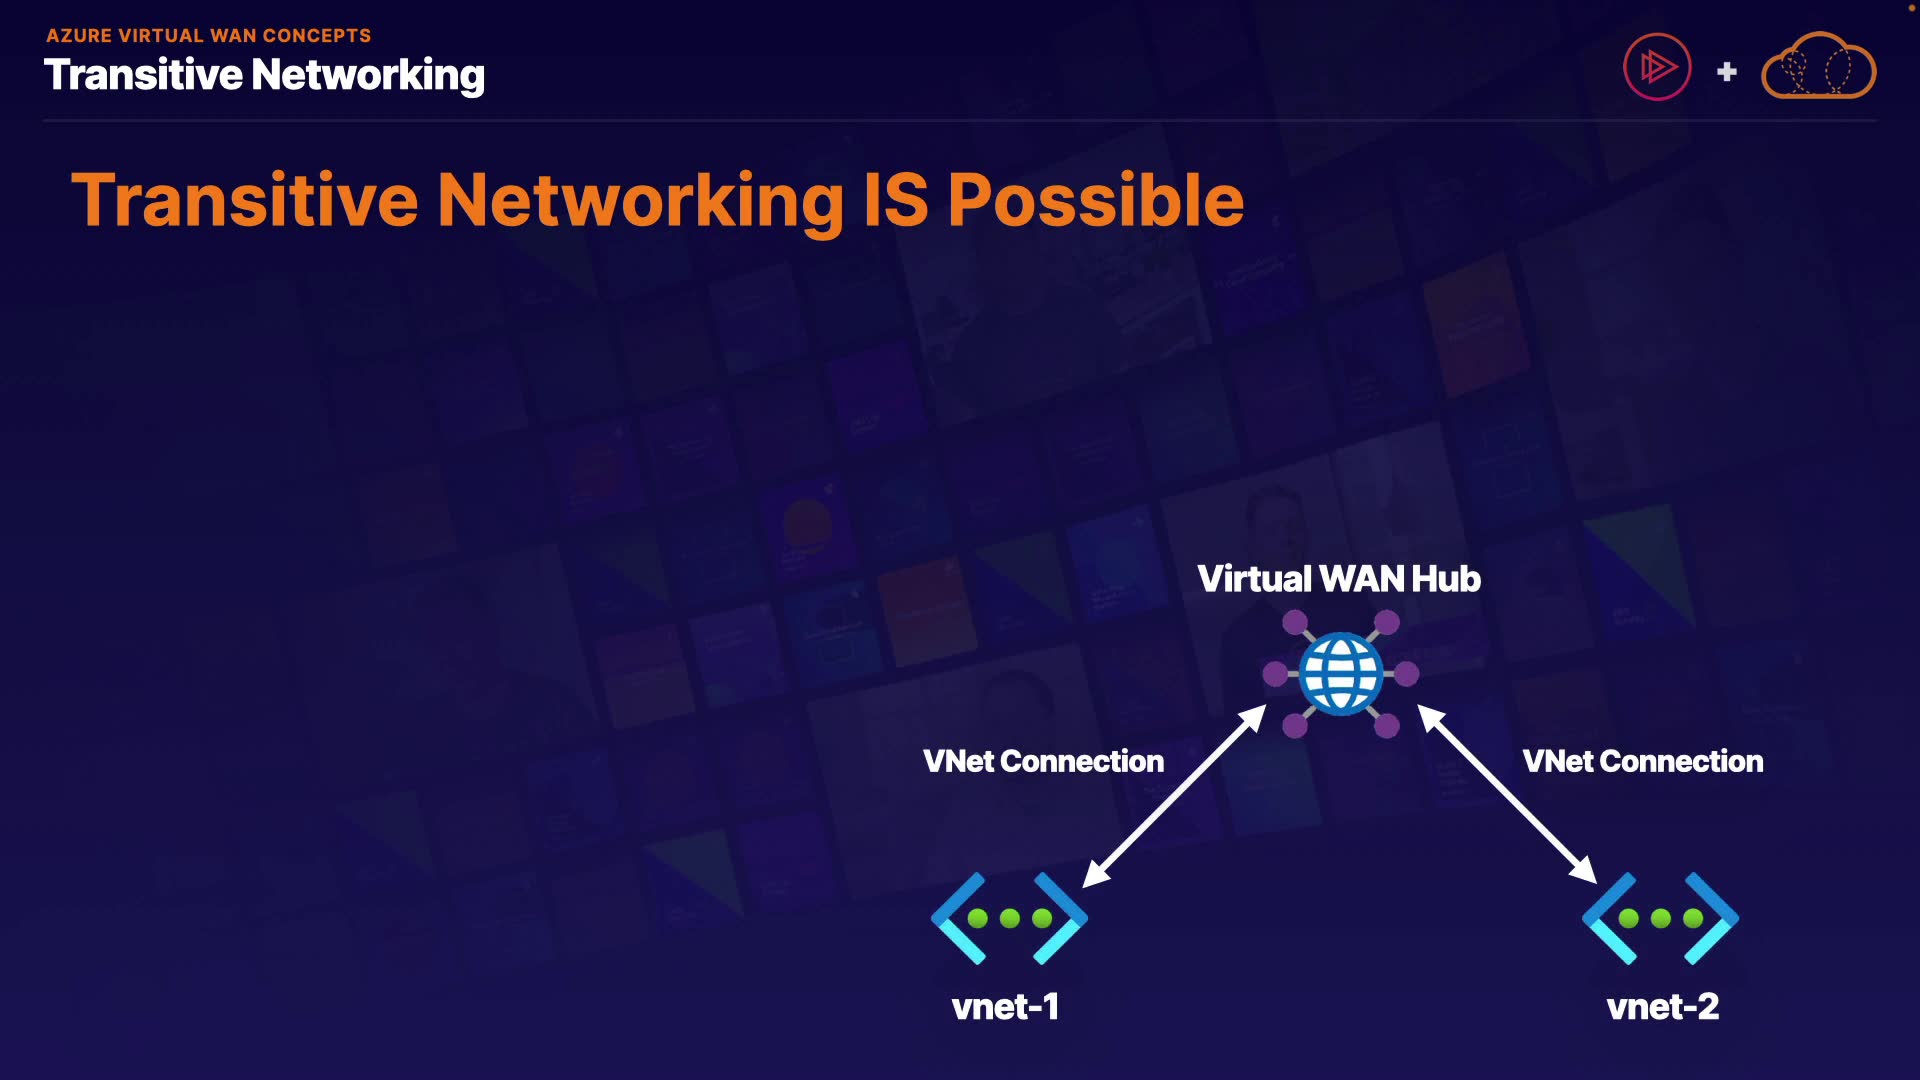 AZURE VIRTUAL WAN CONCEPTS
Transitive Networking
Transitive Networking IS Possible
Virtual WAN Hub
VNet Connection
VNet Connection
vnet-1
vnet-2